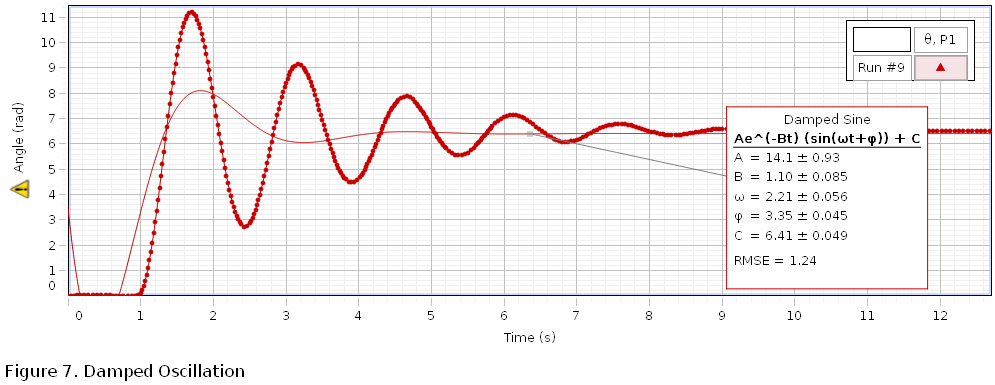 11
10
9
8
7
6
5
4
3
2
1
0
Angle (rad)
θ, P1
Run #9
Damped Sine
Ae^(-Bt) (sin(ωt+φ)) + C
A = 14.1 ± 0.93
B = 1.10 ± 0.085
ω = 2.21 ± 0.056
φ = 3.35 ± 0.045
C = 6.41 ± 0.049
RMSE = 1.24
0 1 2 3 4 5 6 7 8 9 10 11 12
Time (s)
Figure 7. Damped Oscillation